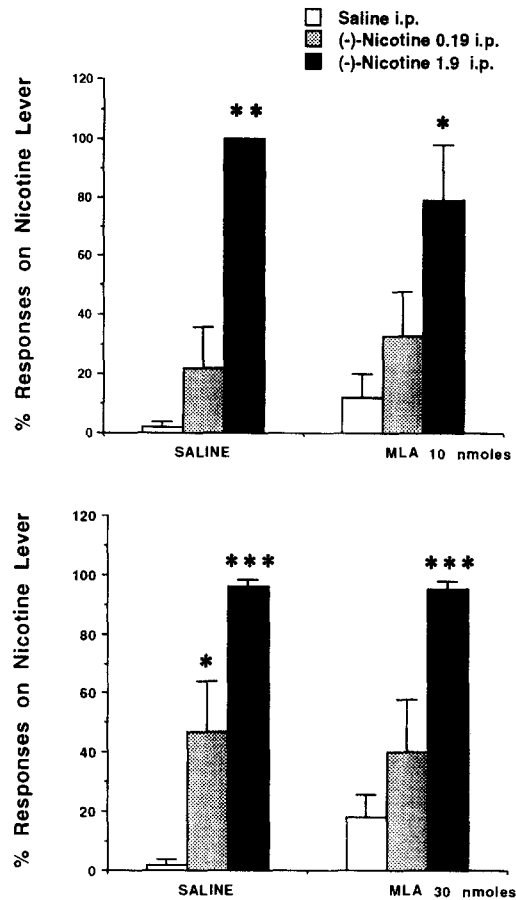 Saline i.p.
(-)-Nicotine 0.19 i.p.
(-)-Nicotine 1.9 i.p.
% Responses on Nicotine Lever
120
100
80
60
40
20
0
**
*
SALINE
MLA 10 nmoles
% Responses on Nicotine Lever
120
100
80
60
40
20
0
*
***
***
SALINE
MLA 30 nmoles